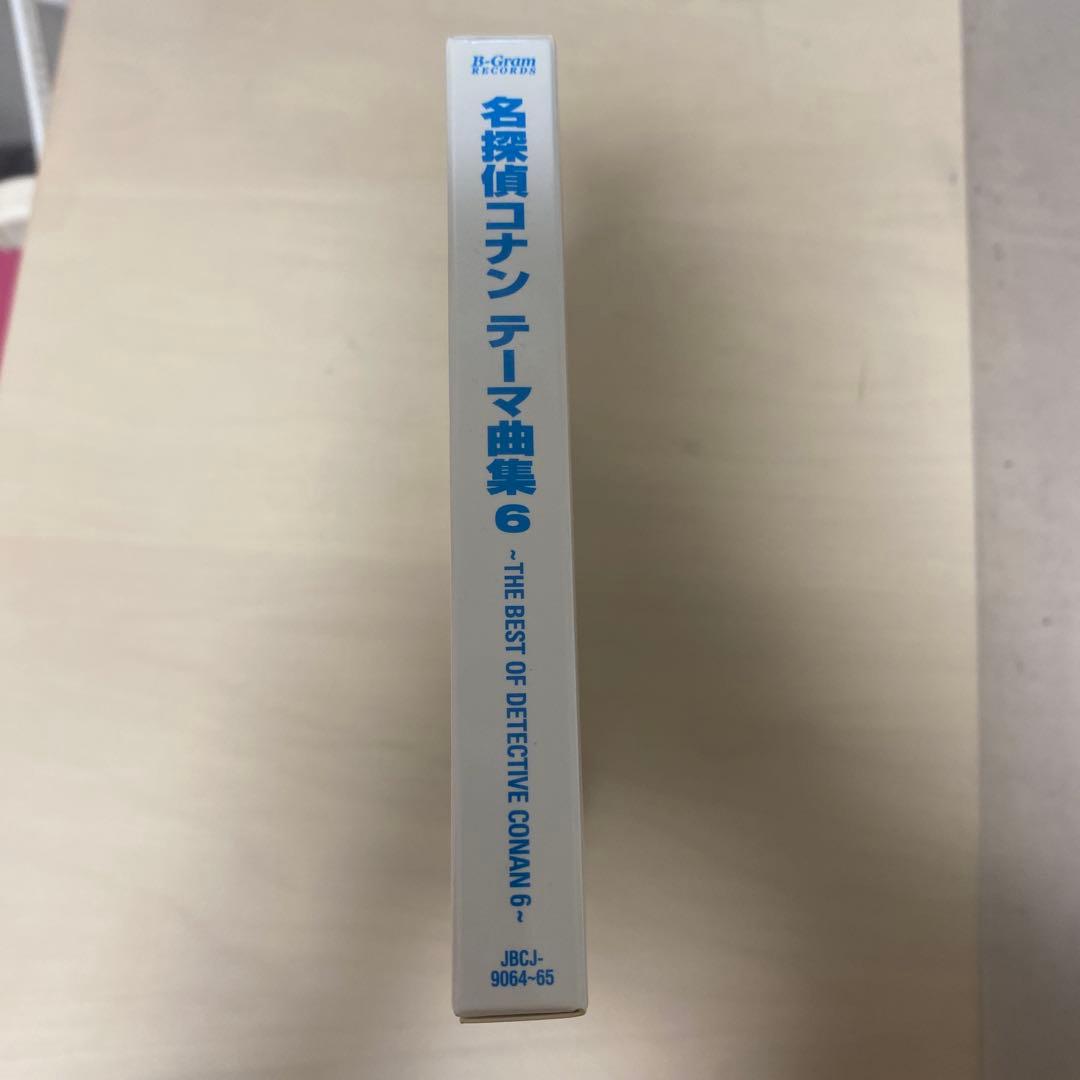 B-Gram
RECORDS
名探偵コナン テーマ曲集 6
~THE BEST OF DETECTIVE CONAN 6~
JBCJ-
9064~65